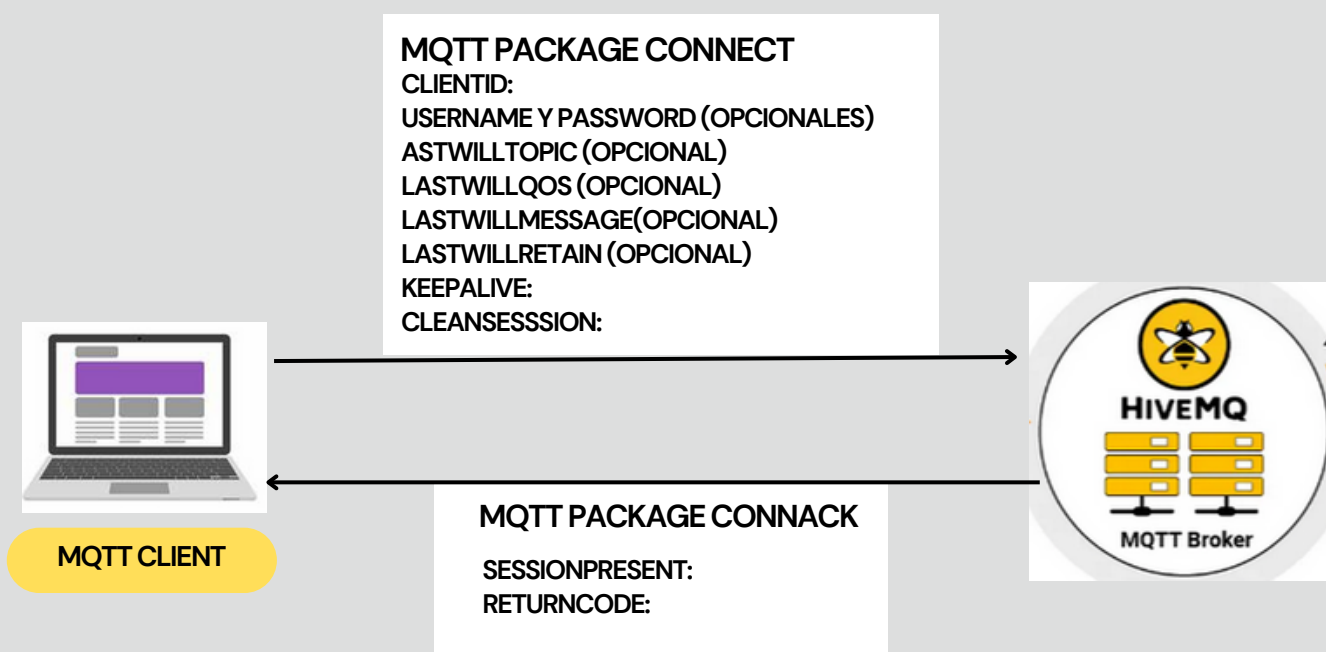 MQTT PACKAGE CONNECT
CLIENTID:
USERNAME Y PASSWORD (OPCIONALES)
ASTWILLTOPIC (OPCIONAL)
LASTWILLQOS (OPCIONAL)
LASTWILLMESSAGE(OPCIONAL)
LASTWILLRETAIN (OPCIONAL)
KEEPALIVE:
CLEANSESSSION:
HIVEMQ
MQTT Broker
MQTT CLIENT
MQTT PACKAGE CONNACK
SESSIONPRESENT:
RETURNCODE: